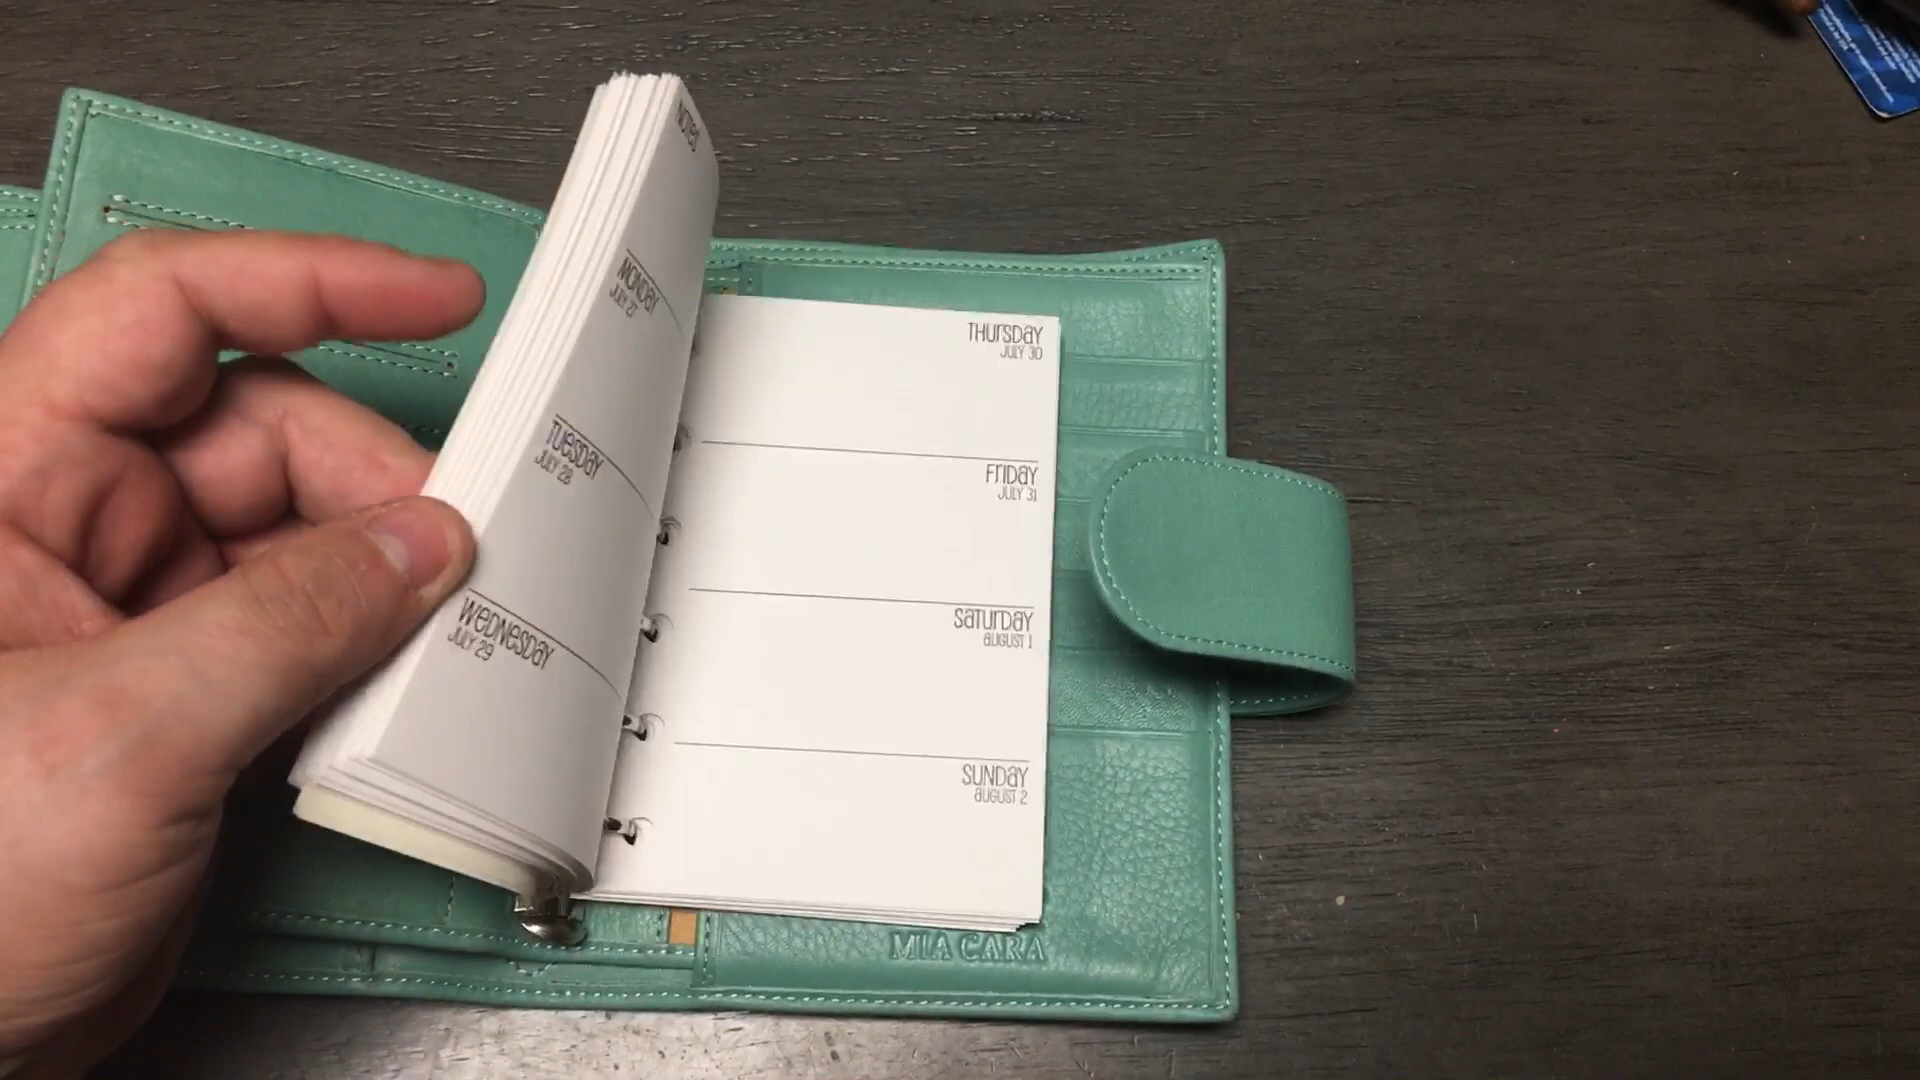 NOTES
MONDAY
JULY 27
TUESDAY
JULY 28
WEDNESDAY
JULY 29
THURSDAY
JULY 30
FRIDAY
JULY 31
SATURDAY
AUGUST 1
SUNDAY
AUGUST 2
MIA CARA